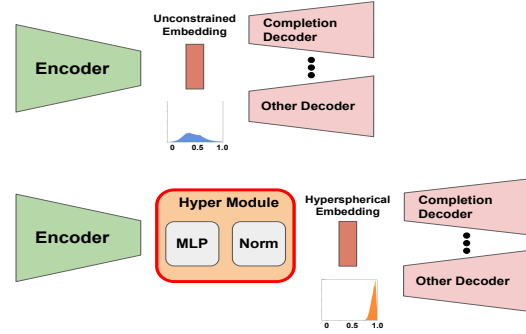 Unconstrained
Embedding
Completion
Decoder
Encoder
Other Decoder
0 0.5 1.0
Hyper Module
Hyperspherical
Embedding
Completion
Decoder
Encoder
MLP
Norm
Other Decoder
0 0.5 1.0